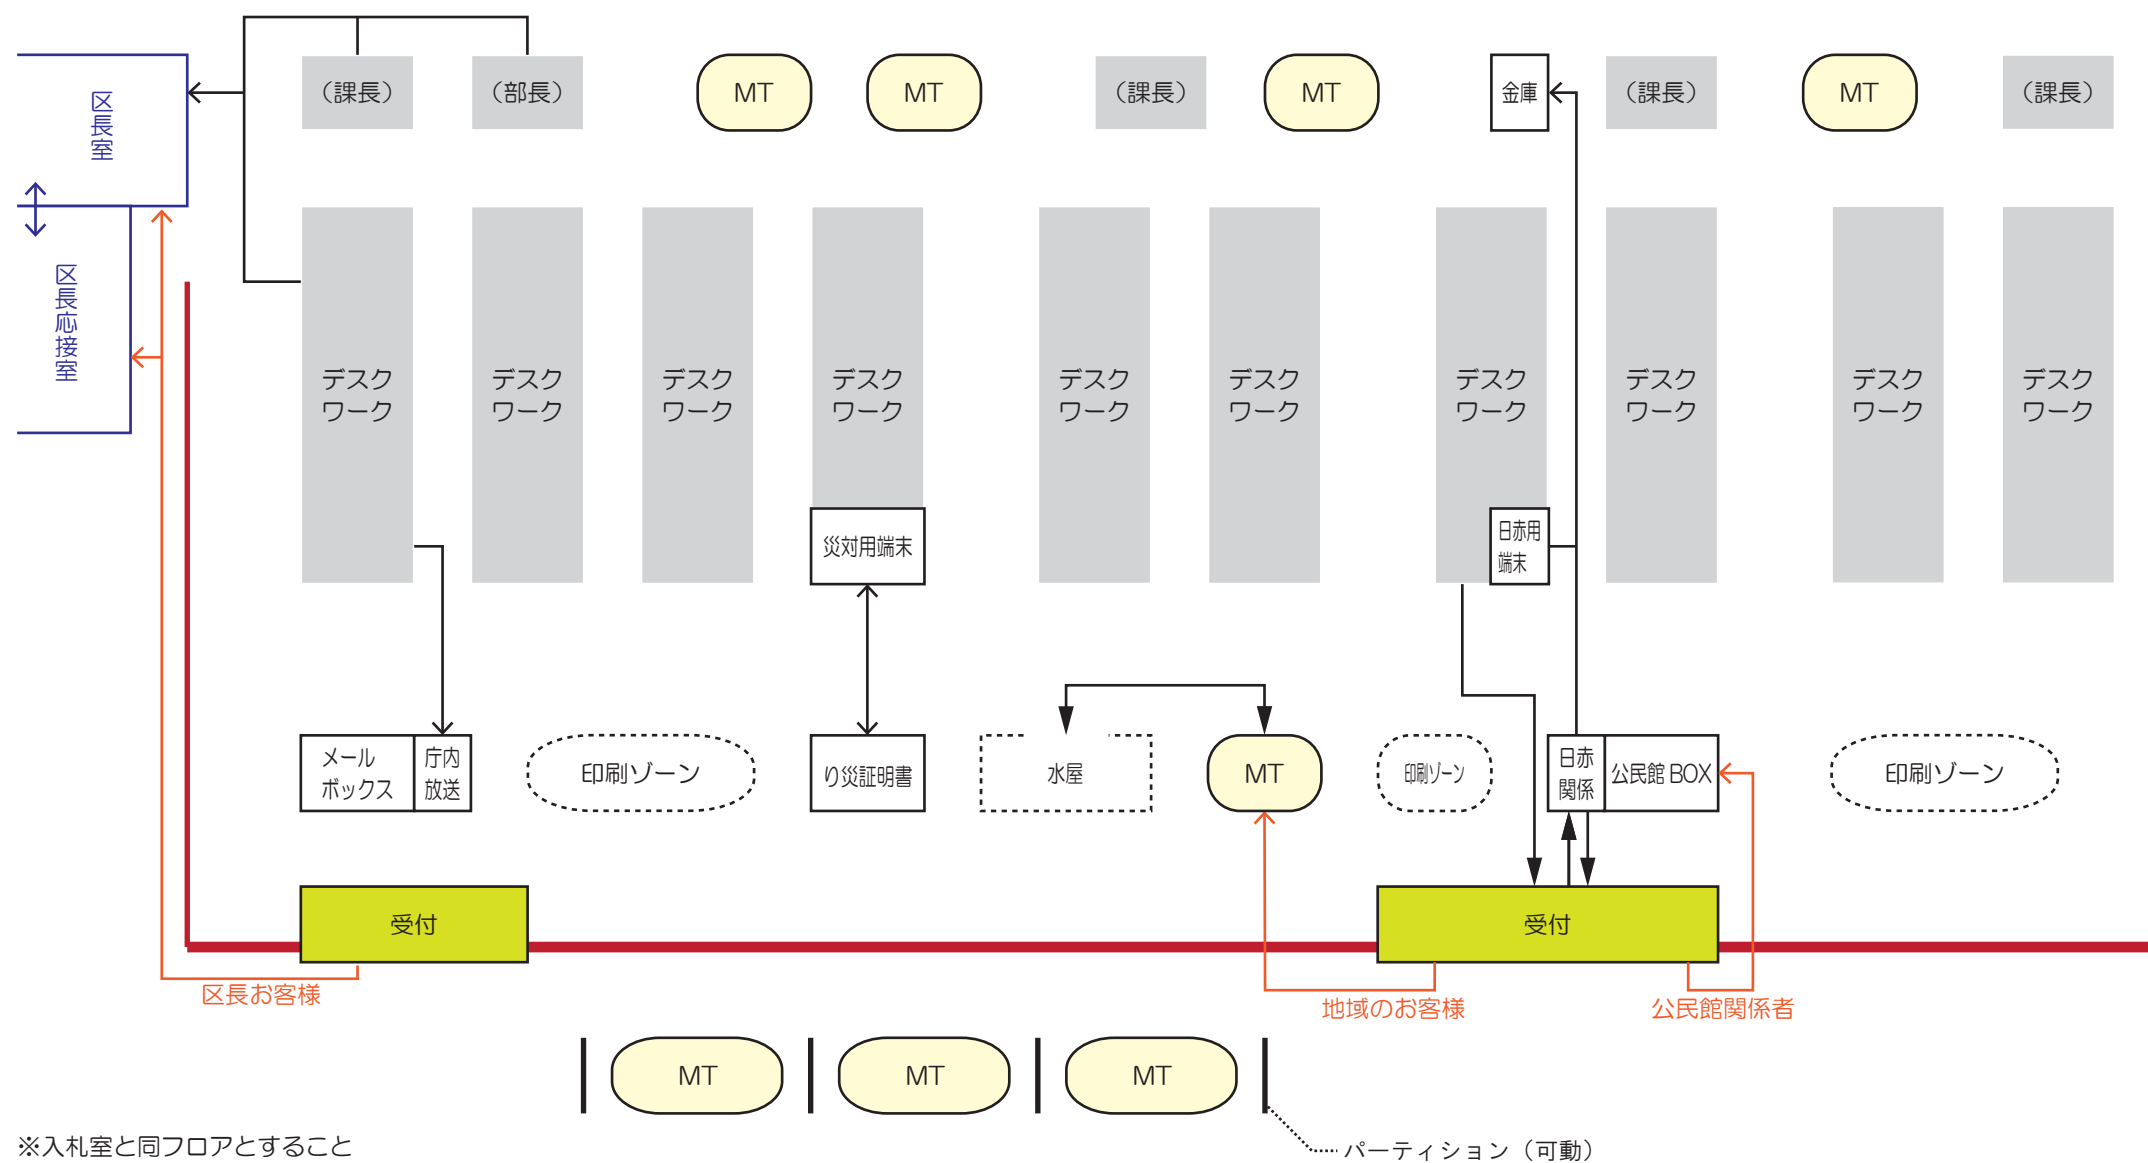 区長室
(課長)
(部長)
MT
MT
(課長)
MT
金庫
(課長)
MT
(課長)
区長応接室
デスク
ワーク
デスク
ワーク
デスク
ワーク
デスク
ワーク
デスク
ワーク
デスク
ワーク
デスク
ワーク
デスク
ワーク
デスク
ワーク
デスク
ワーク
災対用端末
日赤用
端末
メール
ボックス
庁内
放送
印刷ゾーン
り災証明書
水屋
MT
印刷ゾーン
日赤
関係
公民館 BOX
印刷ゾーン
受付
受付
区長お客様
地域のお客様
公民館関係者
MT
MT
MT
※入札室と同フロアとすること
パーティション(可動)